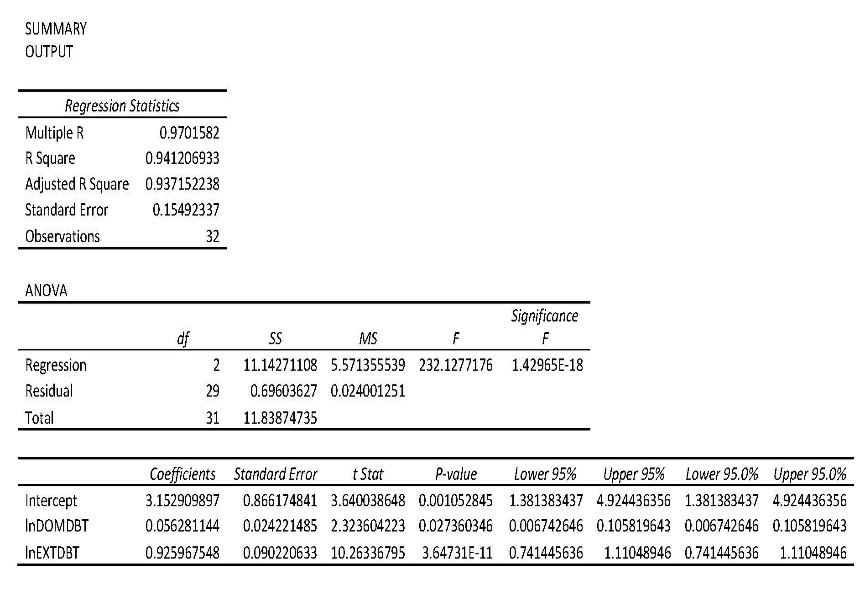 SUMMARY
OUTPUT
Regression Statistics
Multiple R 0.9701582
R Square 0.941206933
Adjusted R Square 0.937152238
Standard Error 0.15492337
Observations 32
ANOVA
df SS MS F Significance F
Regression 2 11.14271108 5.571355539 232.1277176 1.42965E-18
Residual 29 0.69603627 0.024001251
Total 31 11.83874735
Coefficients Standard Error t Stat P-value Lower 95% Upper 95% Lower 95.0% Upper 95.0%
Intercept 3.152909897 0.866174841 3.640038648 0.001052845 1.381383437 4.924436356 1.381383437 4.924436356
lnDOMDBT 0.056281144 0.024221485 2.323604223 0.027360346 0.006742646 0.105819643 0.006742646 0.105819643
lnEXTDBT 0.925967548 0.090220633 10.26336795 3.64731E-11 0.741445636 1.11048946 0.741445636 1.11048946